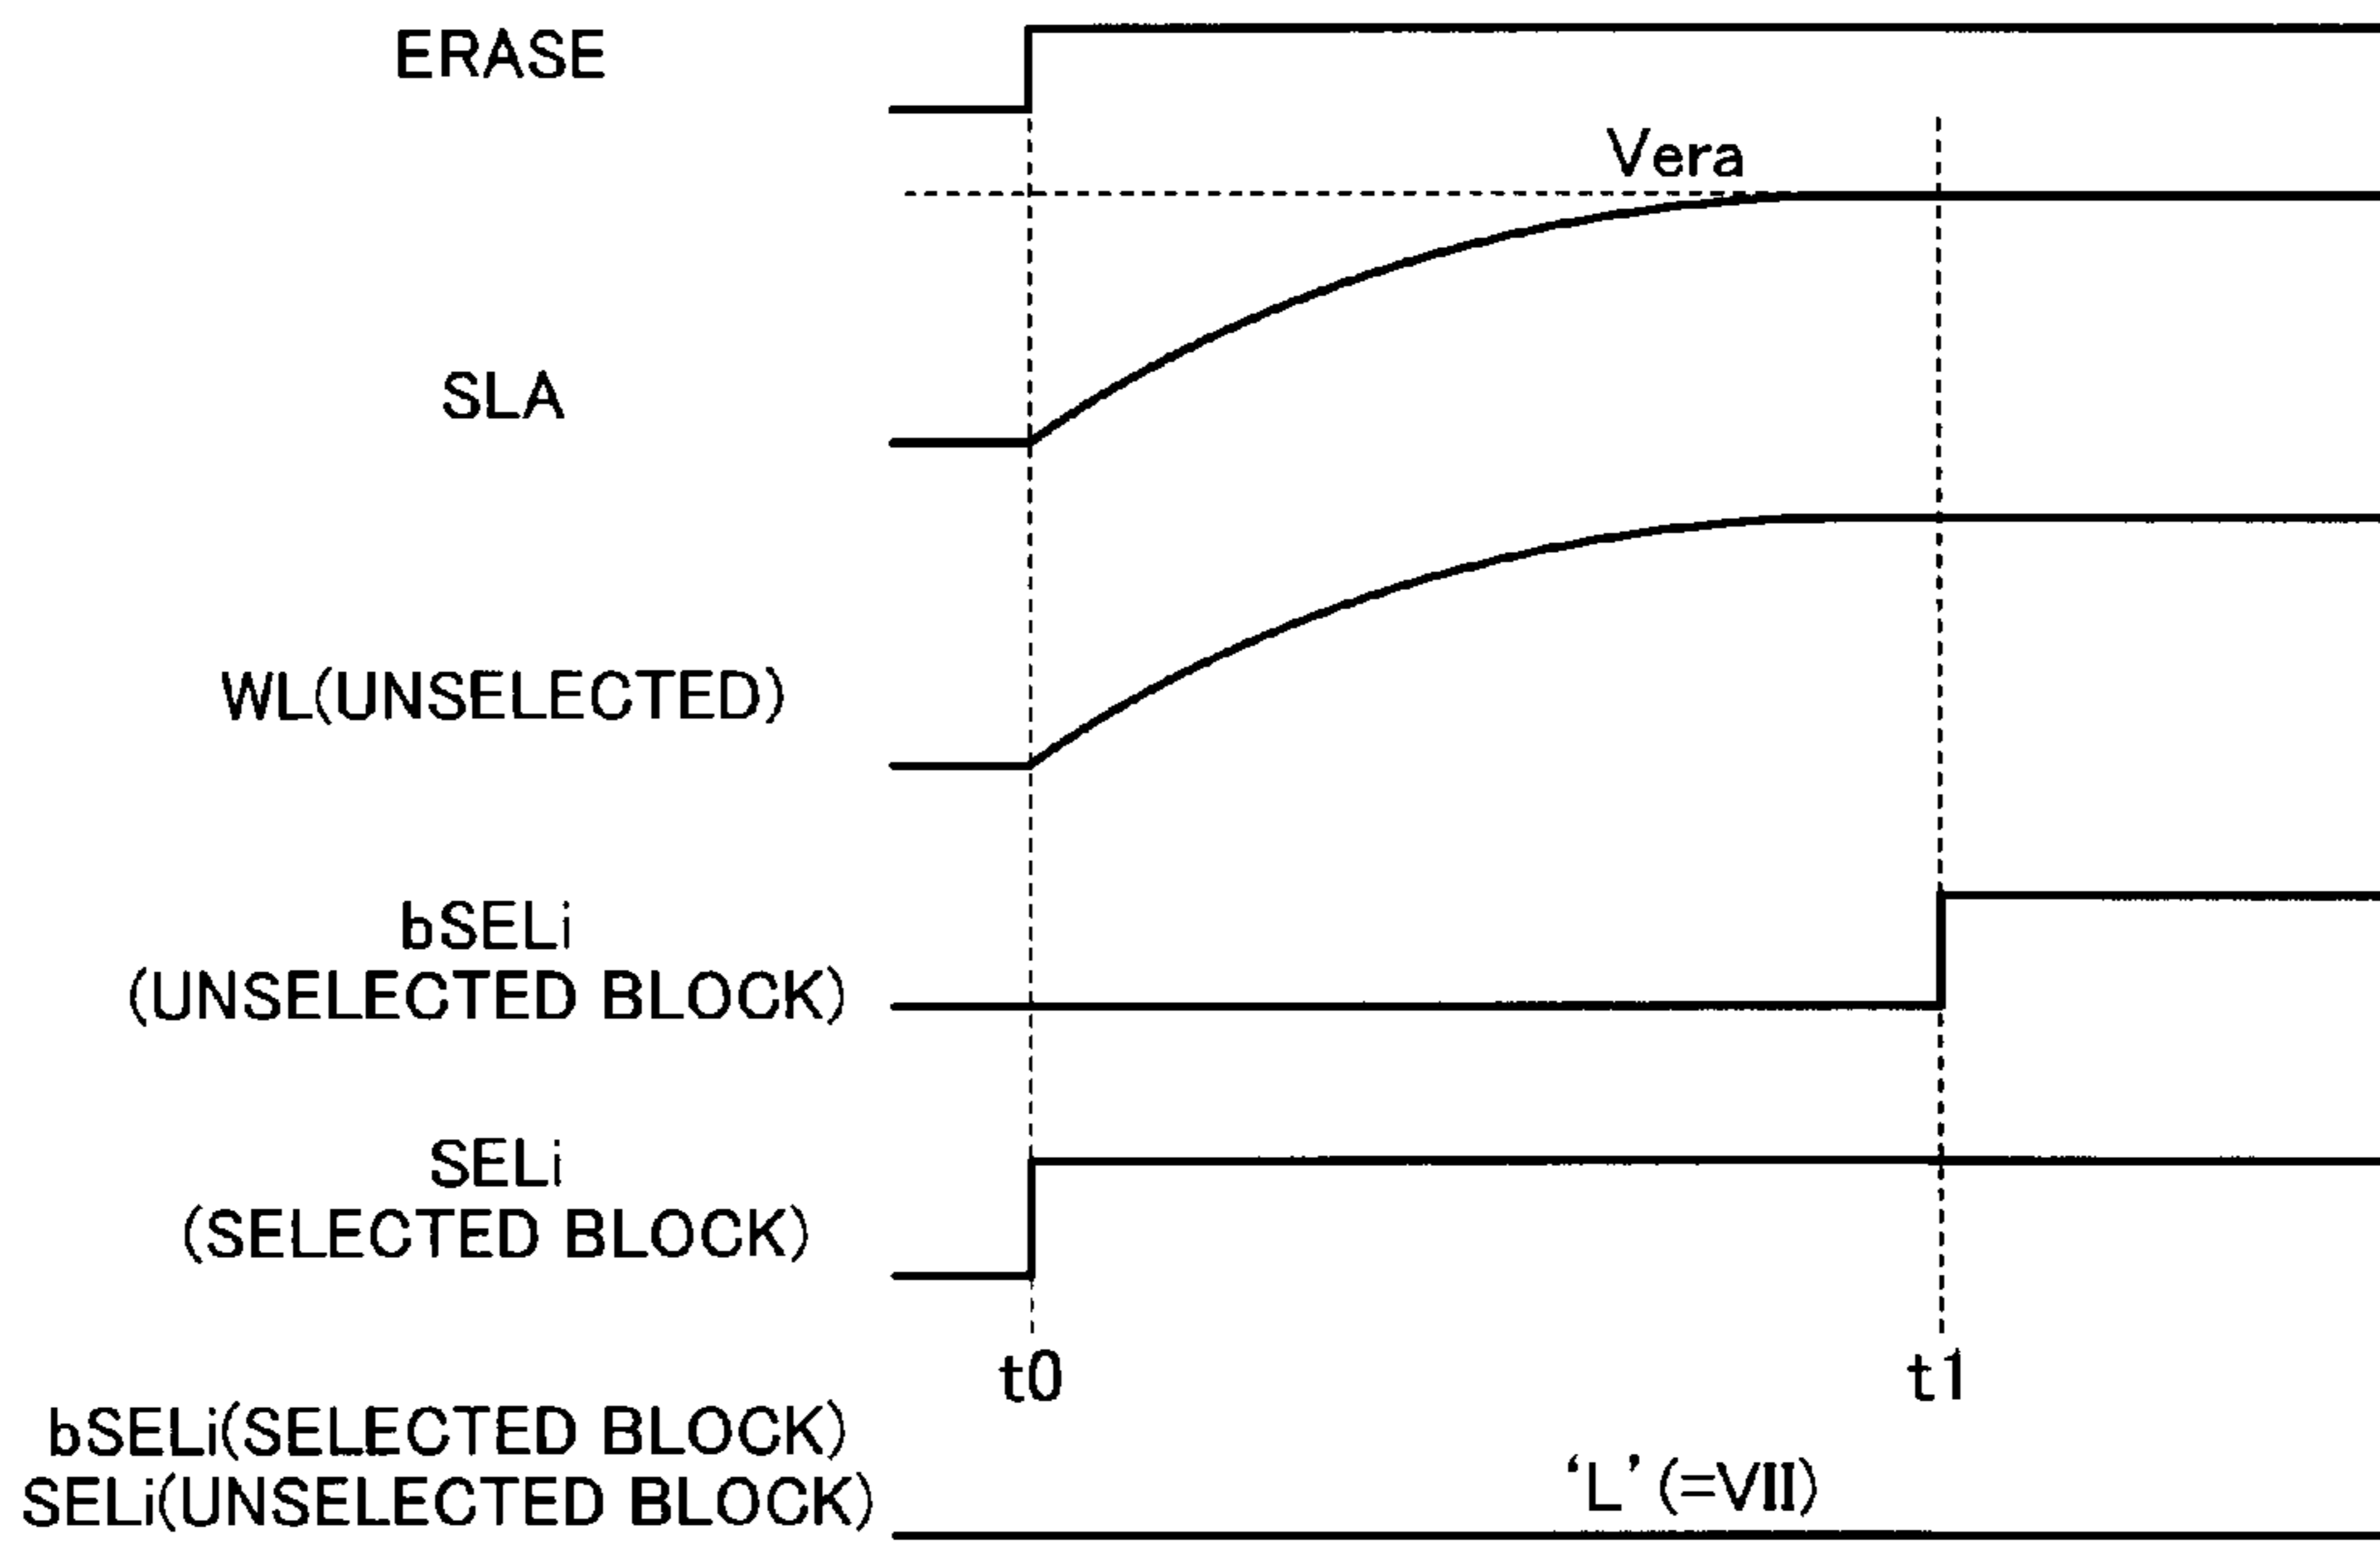 ERASE
Vera
SLA
WL(UNSELECTED)
bSELi
(UNSELECTED BLOCK)
SELi
(SELECTED BLOCK)
t0
t1
bSELi(SELECTED BLOCK)
SELi(UNSELECTED BLOCK)
‘L’(=VII)